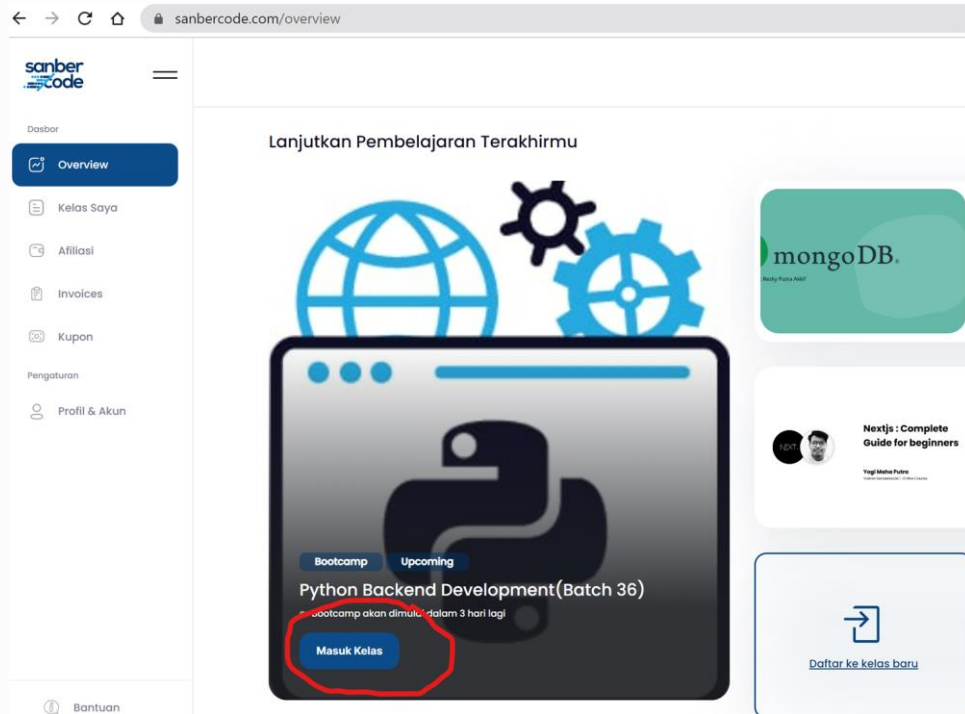 sanbercode.com/overview
sanber
code
Dasbor
Overview
Kelas Saya
Afiliasi
Invoices
Kupon
Pengaturan
Profil & Akun
Bantuan
Lanjutkan Pembelajaran Terakhirmu
Bootcamp Upcoming
Python Backend Development(Batch 36)
Bootcamp akan dimulai dalam 3 hari lagi
Masuk Kelas
mongoDB®
NEXT.
Nextjs : Complete
Guide for beginners
Yogi Maha Putra
Daftar ke kelas baru